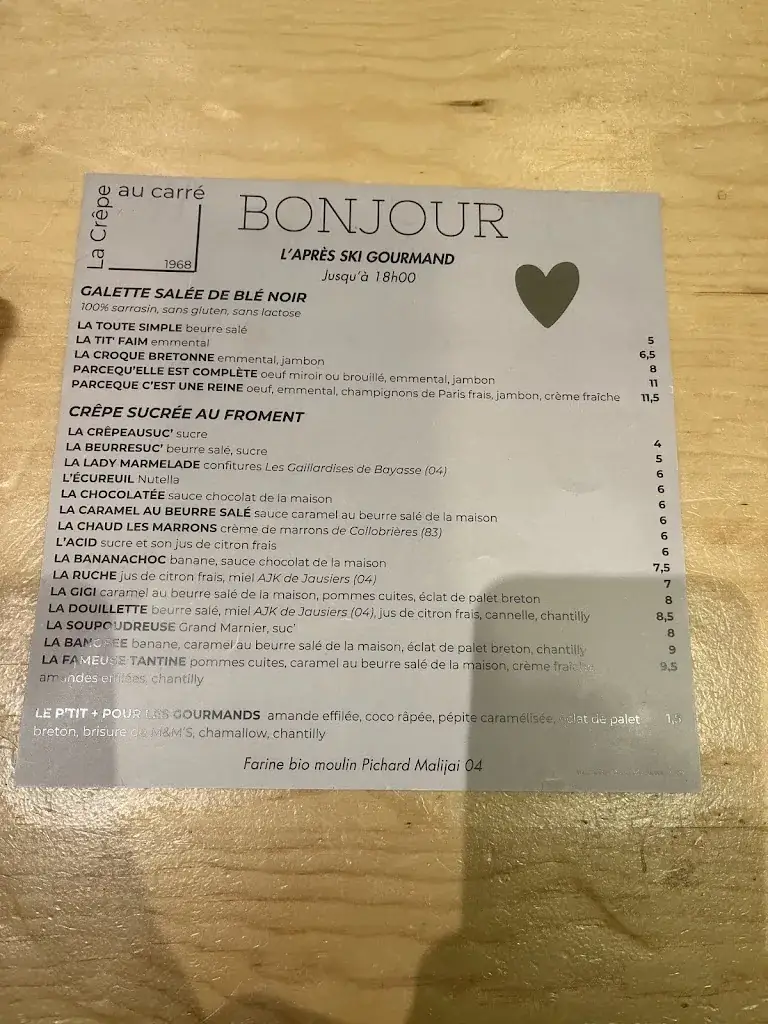 La Crêpe au carré
1968
BONJOUR
L'APRÈS SKI GOURMAND
Jusqu'à 18h00
GALETTE SALÉE DE BLÉ NOIR
100% sarrasin, sans gluten, sans lactose
LA TOUTE SIMPLE beurre salé 5
LA TIT' FAIM emmental 6,5
LA CROQUE BRETONNE emmental, jambon 8
PARCEQU'ELLE EST COMPLÈTE oeuf miroir ou brouillé, emmental, jambon 11
PARCEQUE C'EST UNE REINE oeuf, emmental, champignons de Paris frais, jambon, crème fraîche 11,5
CRÊPE SUCRÉE AU FROMENT
LA CRÊPEAUSUC' sucre 4
LA BEURRESUC' beurre salé, sucre 5
LA LADY MARMELADE confitures Les Gaillardises de Bayasse (04) 6
L'ÉCUREUIL Nutella 6
LA CHOCOLATÉE sauce chocolat de la maison 6
LA CARAMEL AU BEURRE SALÉ sauce caramel au beurre salé de la maison 6
LA CHAUD LES MARRONS crème de marrons de Collobrières (83) 6
L'ACID sucre et son jus de citron frais 6
LA BANANACHOC banane, sauce chocolat de la maison 7,5
LA RUCHE jus de citron frais, miel AJK de Jausiers (04) 7
LA GIGI caramel au beurre salé de la maison, pommes cuites, éclat de palet breton 8
LA DOUILLETTE beurre salé, miel AJK de Jausiers (04), jus de citron frais, cannelle, chantilly 8,5
LA SOUPOUDREUSE Grand Marnier, suc' 8
LA BANOFEE banane, caramel au beurre salé de la maison, éclat de palet breton, chantilly 9
LA FAMEUSE TANTINE pommes cuites, caramel au beurre salé de la maison, crème fraîche 9,5
amandes effilées, chantilly
LE P'TIT + POUR LES GOURMANDS amande effilée, coco râpée, pépite caramélisée, éclat de palet 1,5
breton, brisure de M&M'S, chamallow, chantilly
Farine bio moulin Pichard Malijai 04